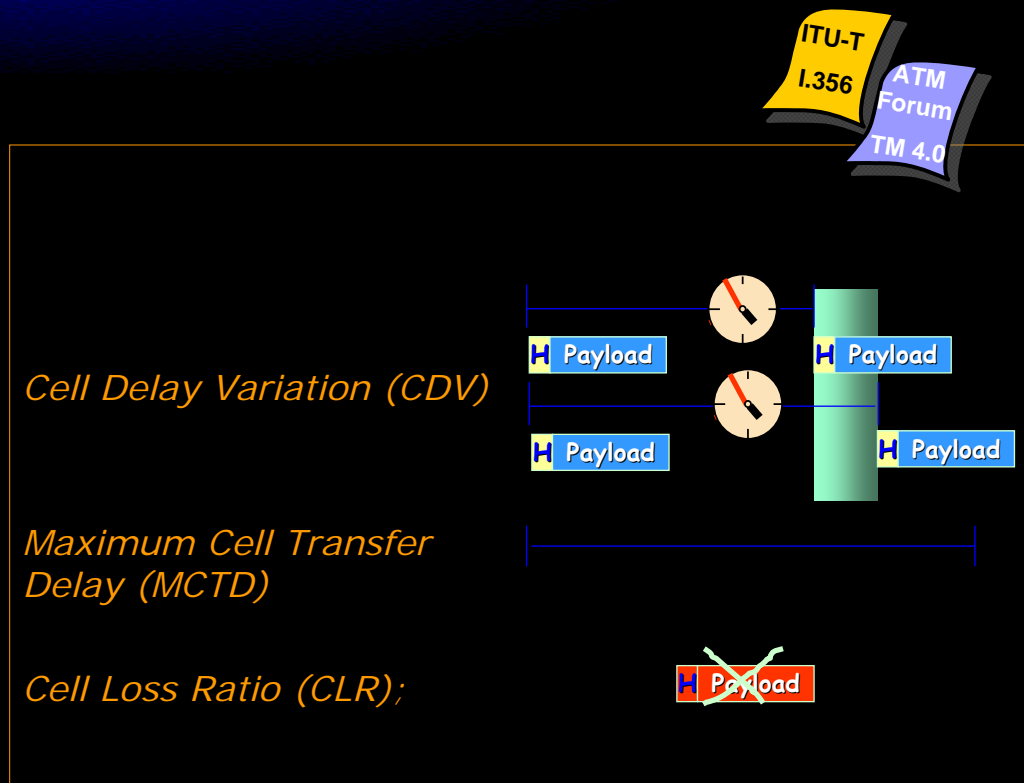 ITU-T
I.356
ATM
Forum
TM 4.0
H Payload
H Payload
Cell Delay Variation (CDV)
H Payload
H Payload
Maximum Cell Transfer
Delay (MCTD)
Cell Loss Ratio (CLR);
H Payload